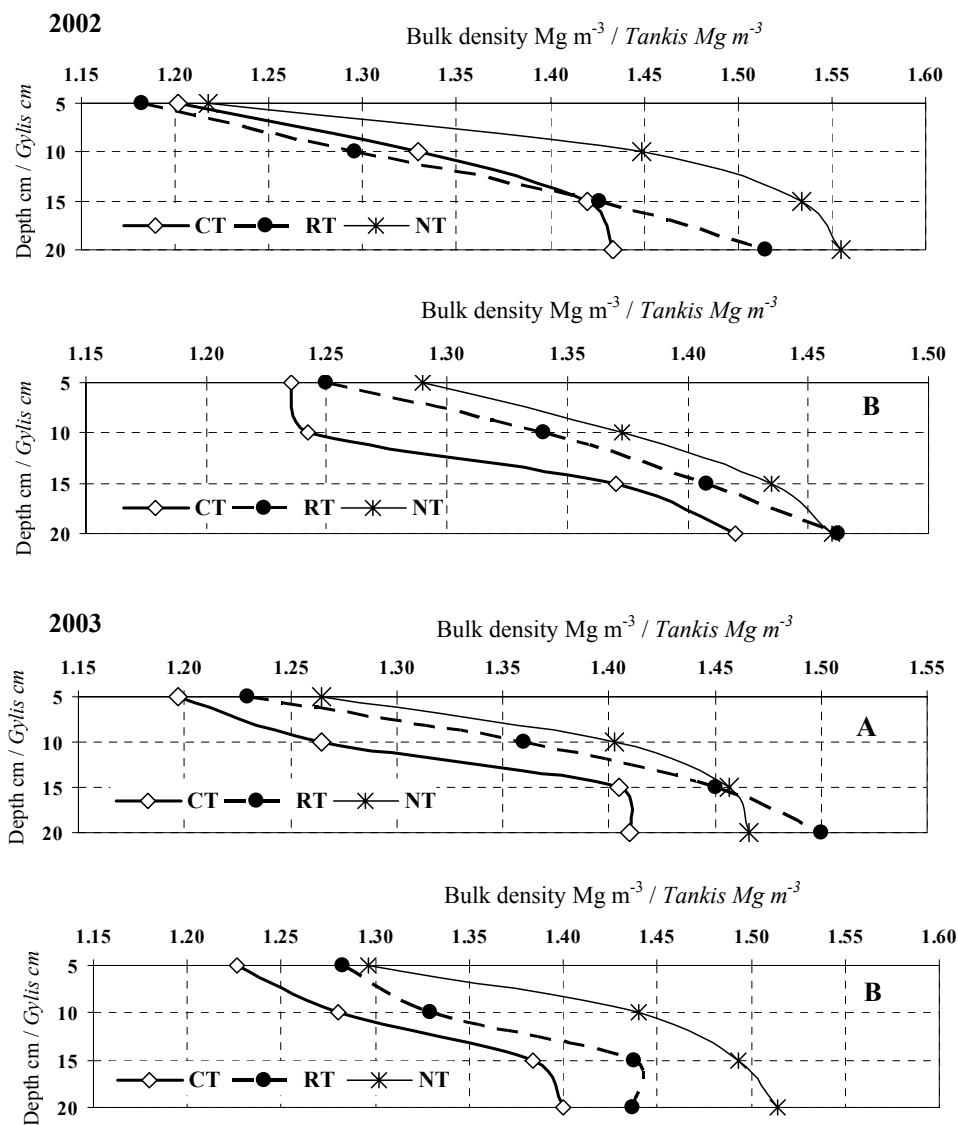 2002
Bulk density Mg m⁻³ / Tankis Mg m⁻³
1.15 1.20 1.25 1.30 1.35 1.40 1.45 1.50 1.55 1.60
Depth cm / Gylis cm
5
10
15
20
CT RT NT
Bulk density Mg m⁻³ / Tankis Mg m⁻³
1.15 1.20 1.25 1.30 1.35 1.40 1.45 1.50
Depth cm / Gylis cm
5
B
10
15
20
CT RT NT
2003
Bulk density Mg m⁻³ / Tankis Mg m⁻³
1.15 1.20 1.25 1.30 1.35 1.40 1.45 1.50 1.55
Depth cm / Gylis cm
5
A
10
15
20
CT RT NT
Bulk density Mg m⁻³ / Tankis Mg m⁻³
1.15 1.20 1.25 1.30 1.35 1.40 1.45 1.50 1.55 1.60
Depth cm / Gylis cm
5
B
10
15
20
CT RT NT